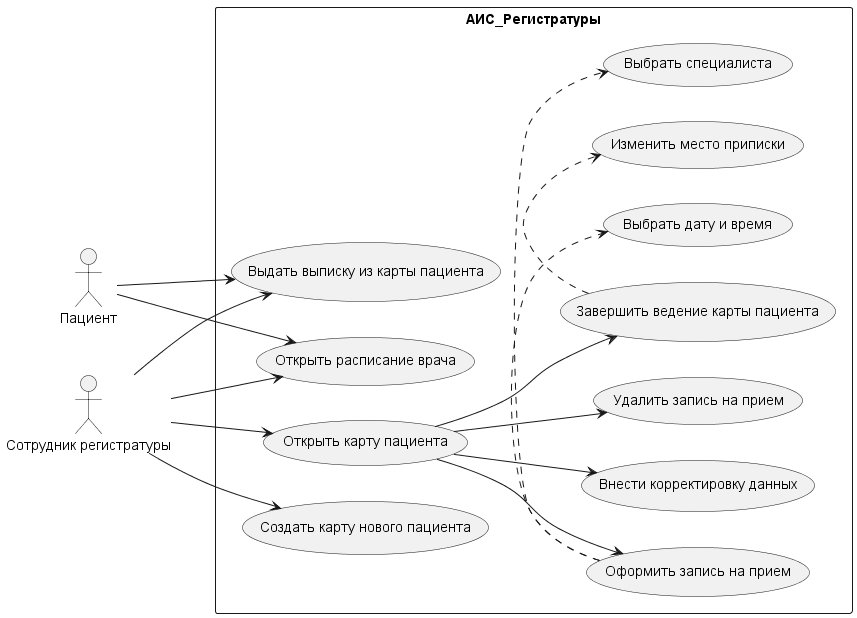 АИС_Регистратуры
Выбрать специалиста
Изменить место приписки
Выбрать дату и время
Выдать выписку из карты пациента
Завершить ведение карты пациента
Пациент
Открыть расписание врача
Удалить запись на прием
Сотрудник регистратуры
Открыть карту пациента
Внести корректировку данных
Создать карту нового пациента
Оформить запись на прием